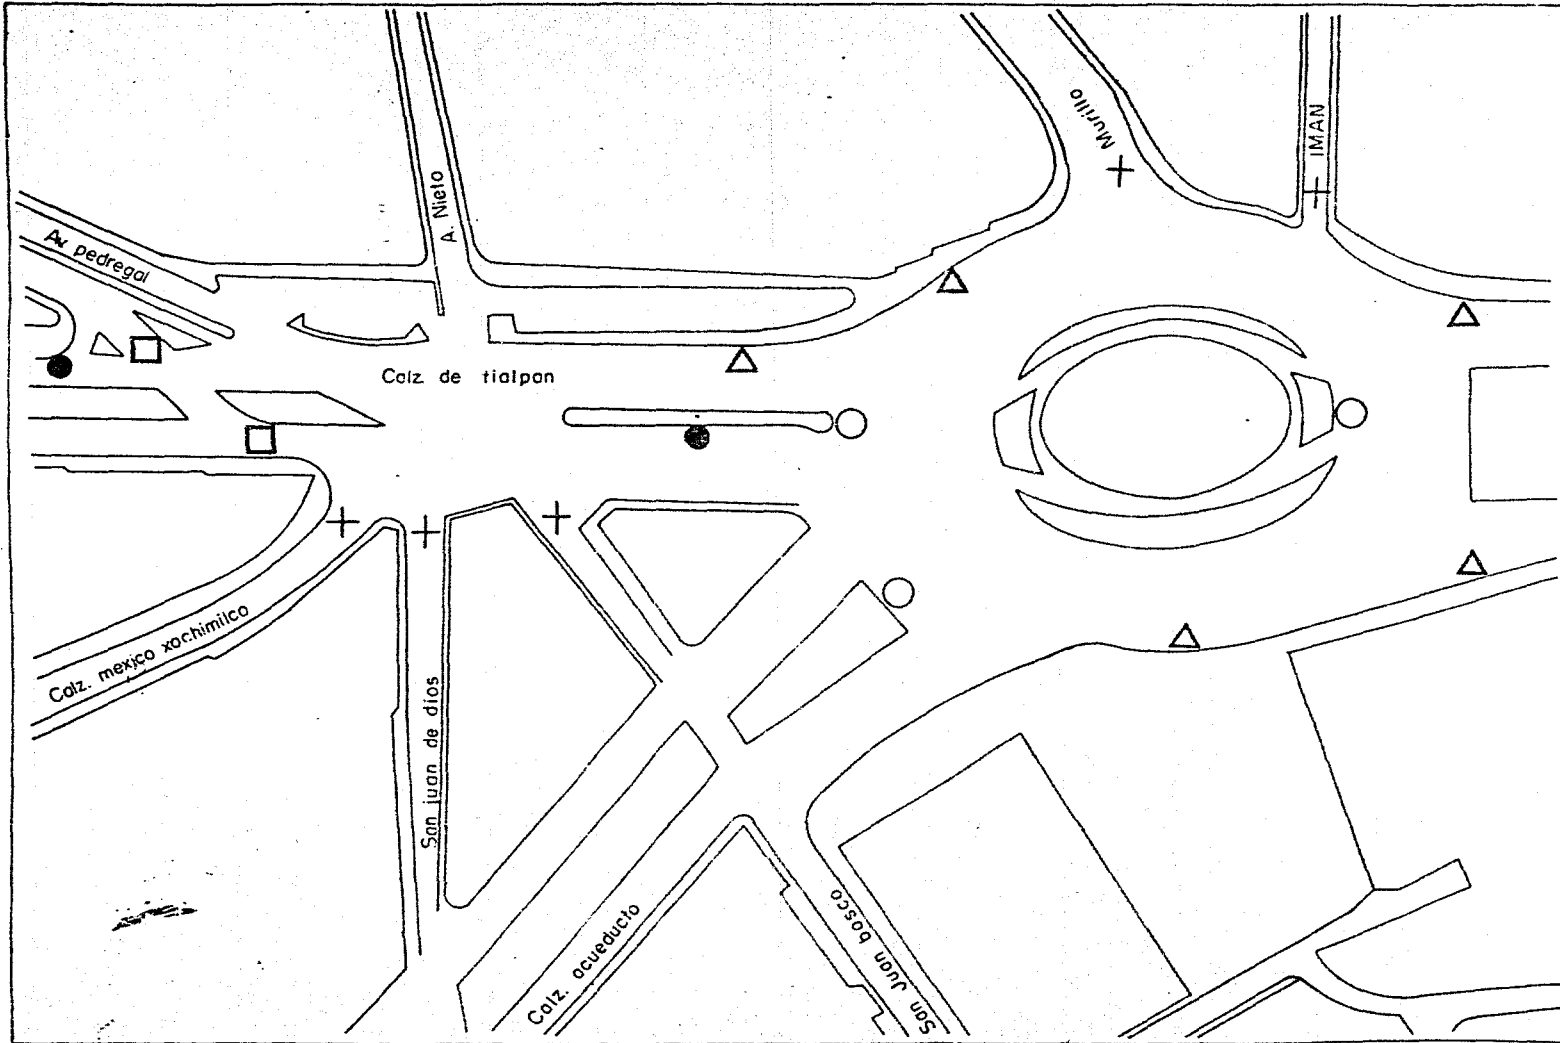 Murillo
IMAN
A. Nieto
Av pedregal
Calz. de tlalpan
Calz. mexico xochimilco
San juan de dios
Calz. acueducto
San Juan bosco